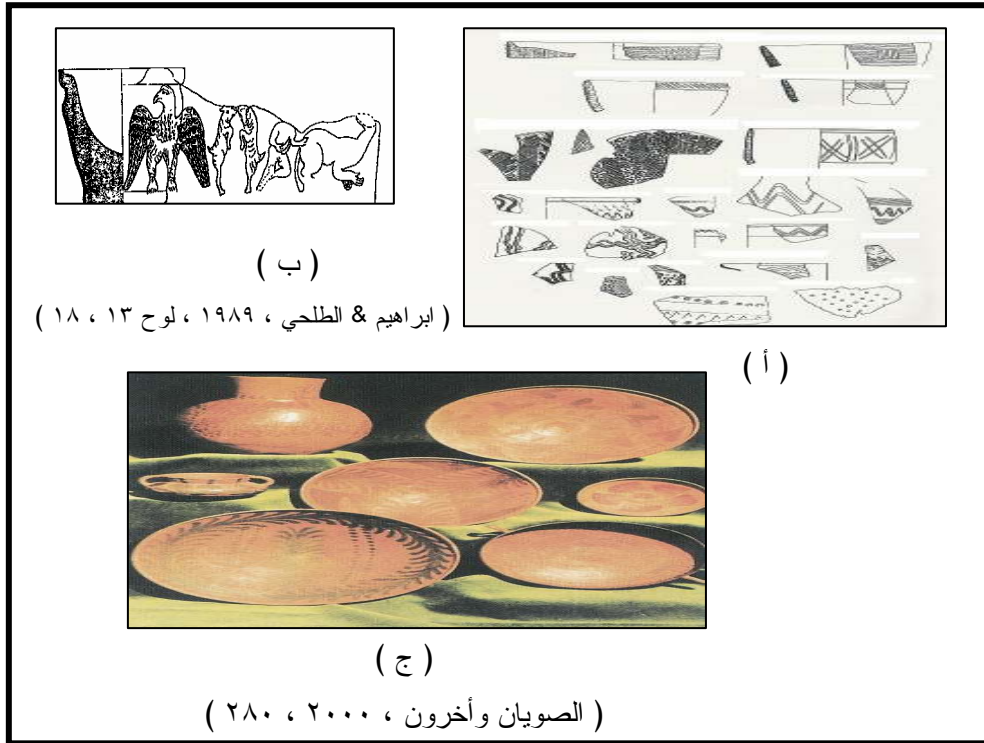 ( أ )
( ب )
( ابراهيم & الطلحي ، ١٩٨٩ ، لوح ١٣ ، ١٨ )
( ج )
( الصويان وأخرون ، ٢٠٠٠ ، ٢٨٠ )